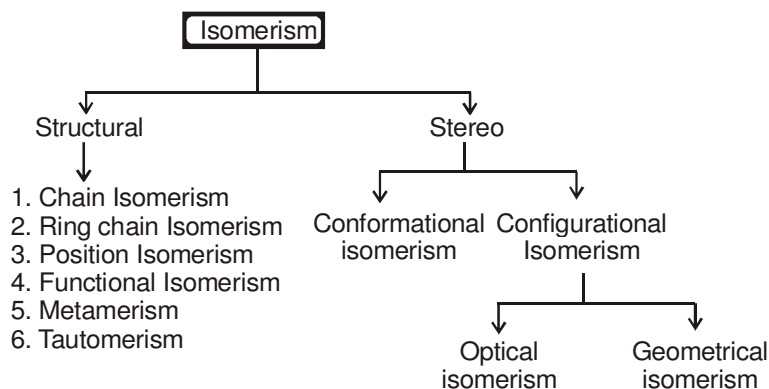 Isomerism
Structural
Stereo
1. Chain Isomerism
2. Ring chain Isomerism
3. Position Isomerism
4. Functional Isomerism
5. Metamerism
6. Tautomerism
Conformational
isomerism
Configurational
Isomerism
Optical
isomerism
Geometrical
isomerism